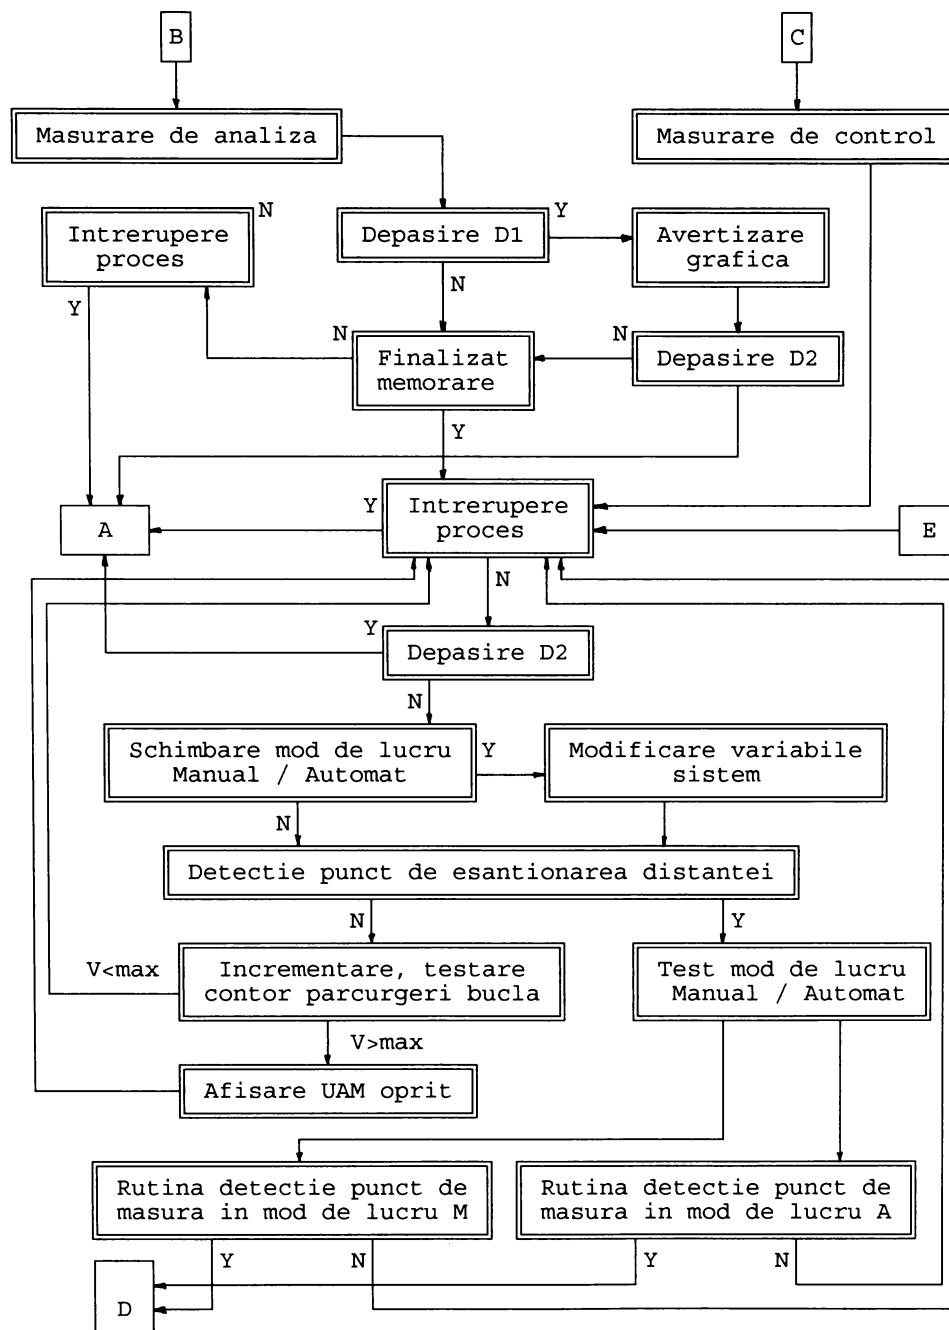 B
C
Masurare de analiza
Masurare de control
N
Y
Intrerupere
proces
Depasire D1
Avertizare
grafica
Y
N
N
N
Finalizat
memorare
Depasire D2
Y
Y
Intrerupere
proces
A
E
N
Y
Depasire D2
N
Schimbare mod de lucru
Manual / Automat
Y
Modificare variabile
sistem
N
Detectie punct de esantionarea distantei
N
Y
V<max
Incrementare, testare
contor parcurgeri bucla
Test mod de lucru
Manual / Automat
V>max
Afisare UAM oprit
Rutina detectie punct de
masura in mod de lucru M
Rutina detectie punct de
masura in mod de lucru A
Y
N
Y
N
D